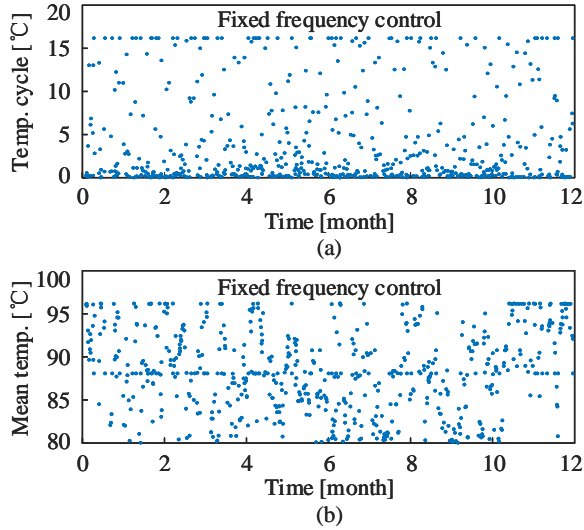 Fixed frequency control
Temp. cycle [℃]
20
15
10
5
0
0 2 4 6 8 10 12
Time [month]
(a)
Fixed frequency control
Mean temp. [℃]
100
95
90
85
80
0 2 4 6 8 10 12
Time [month]
(b)